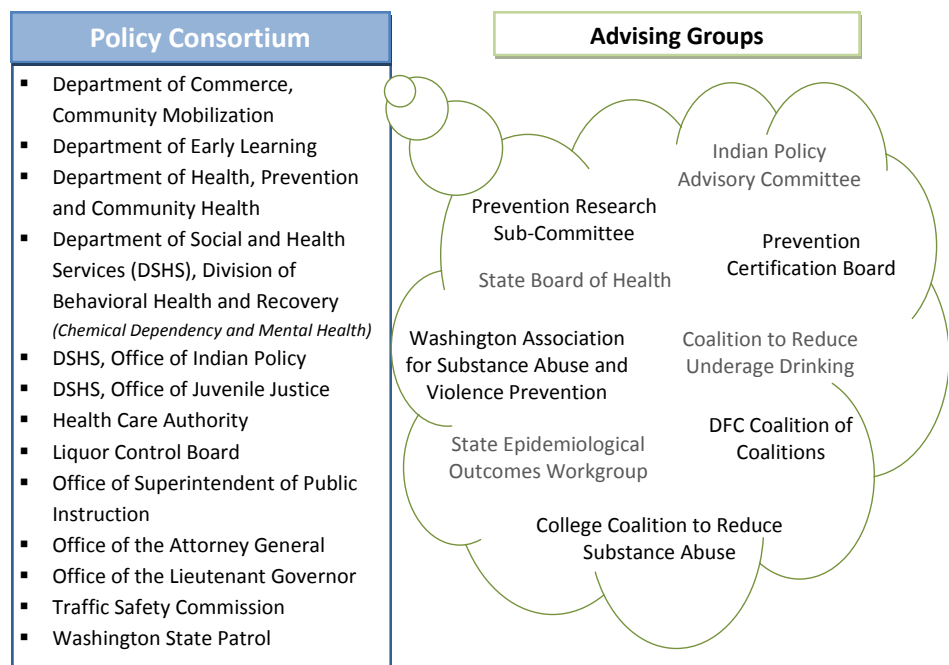 Policy Consortium
▪ Department of Commerce,
Community Mobilization
▪ Department of Early Learning
▪ Department of Health, Prevention
and Community Health
▪ Department of Social and Health
Services (DSHS), Division of
Behavioral Health and Recovery
(Chemical Dependency and Mental Health)
▪ DSHS, Office of Indian Policy
▪ DSHS, Office of Juvenile Justice
▪ Health Care Authority
▪ Liquor Control Board
▪ Office of Superintendent of Public
Instruction
▪ Office of the Attorney General
▪ Office of the Lieutenant Governor
▪ Traffic Safety Commission
▪ Washington State Patrol
Advising Groups
Indian Policy
Advisory Committee
Prevention Research
Sub-Committee
Prevention
Certification Board
State Board of Health
Washington Association
for Substance Abuse and
Violence Prevention
Coalition to Reduce
Underage Drinking
DFC Coalition of
Coalitions
State Epidemiological
Outcomes Workgroup
College Coalition to Reduce
Substance Abuse